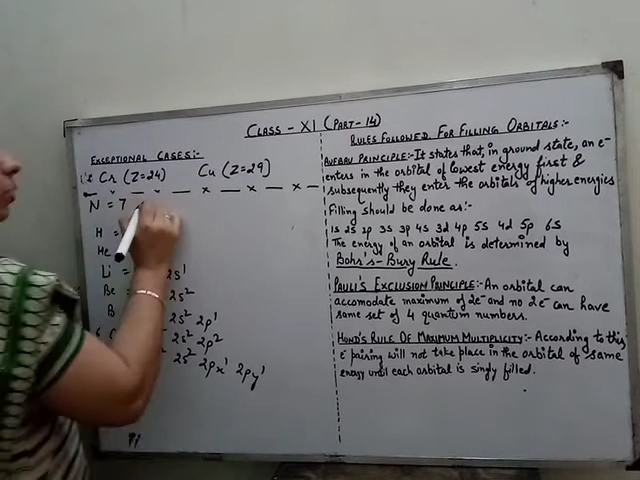 CLASS - XI (PART-14)
EXCEPTIONAL CASES:-
i.e Cr (Z=24) Cu (Z=29)
N = 7
H =
He
Li = 2s¹
Be = 2s²
B 2s² 2p¹
6 C 2s² 2p²
2s² 2px¹ 2py¹
RULES FOLLOWED FOR FILLING ORBITALS:-
AUFBAU PRINCIPLE:- It states that, in ground state, an e⁻
enters in the orbital of lowest energy first &
subsequently they enter the orbitals of higher energies
Filling should be done as:-
1s 2s 2p 3s 3p 4s 3d 4p 5s 4d 5p 6s
The energy of an orbital is determined by
Bohr's-Bury Rule.
PAULI'S EXCLUSION PRINCIPLE:- An orbital can
accomodate maximum of 2e⁻ and no 2e⁻ can have
same set of 4 quantum numbers.
HOND'S RULE OF MAXIMUM MULTIPLICITY:- According to this
e⁻ pairing will not take place in the orbital of same
energy until each orbital is singly filled.